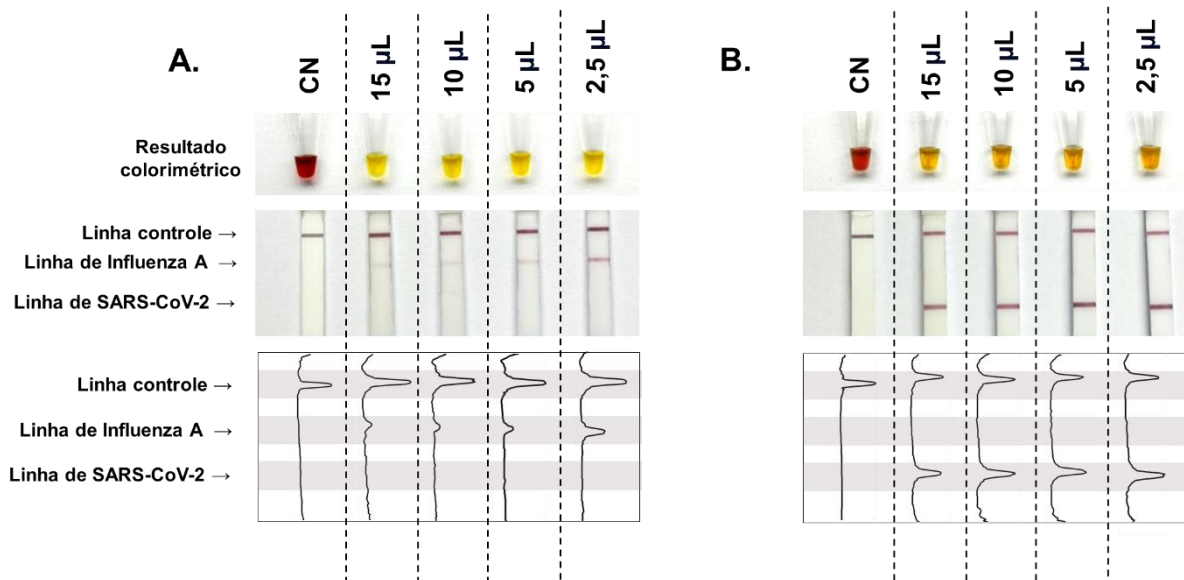 A.
CN
15 µL
10 µL
5 µL
2,5 µL
B.
CN
15 µL
10 µL
5 µL
2,5 µL
Resultado
colorimétrico
Linha controle →
Linha de Influenza A →
Linha de SARS-CoV-2 →
Linha controle →
Linha de Influenza A →
Linha de SARS-CoV-2 →